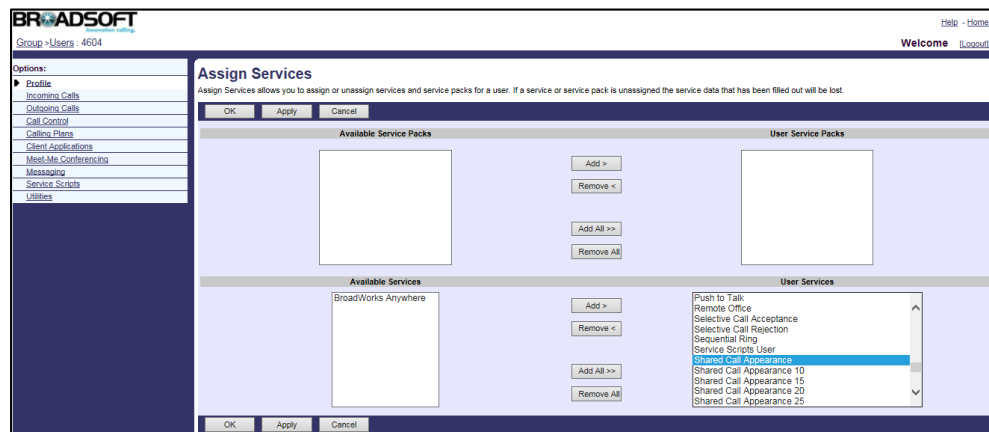 BROADSOFT
Innovation calling.
Help - Home
Group >Users : 4604
Welcome [Logout]
Options:
Profile
Incoming Calls
Outgoing Calls
Call Control
Calling Plans
Client Applications
Meet-Me Conferencing
Messaging
Service Scripts
Utilities
Assign Services
Assign Services allows you to assign or unassign services and service packs for a user. If a service or service pack is unassigned the service data that has been filled out will be lost.
OK Apply Cancel
Available Service Packs User Service Packs
Add >
Remove <
Add All >>
Remove All
Available Services User Services
BroadWorks Anywhere
Add >
Remove <
Add All >>
Remove All
Push to Talk
Remote Office
Selective Call Acceptance
Selective Call Rejection
Sequential Ring
Service Scripts User
Shared Call Appearance
Shared Call Appearance 10
Shared Call Appearance 15
Shared Call Appearance 20
Shared Call Appearance 25
OK Apply Cancel